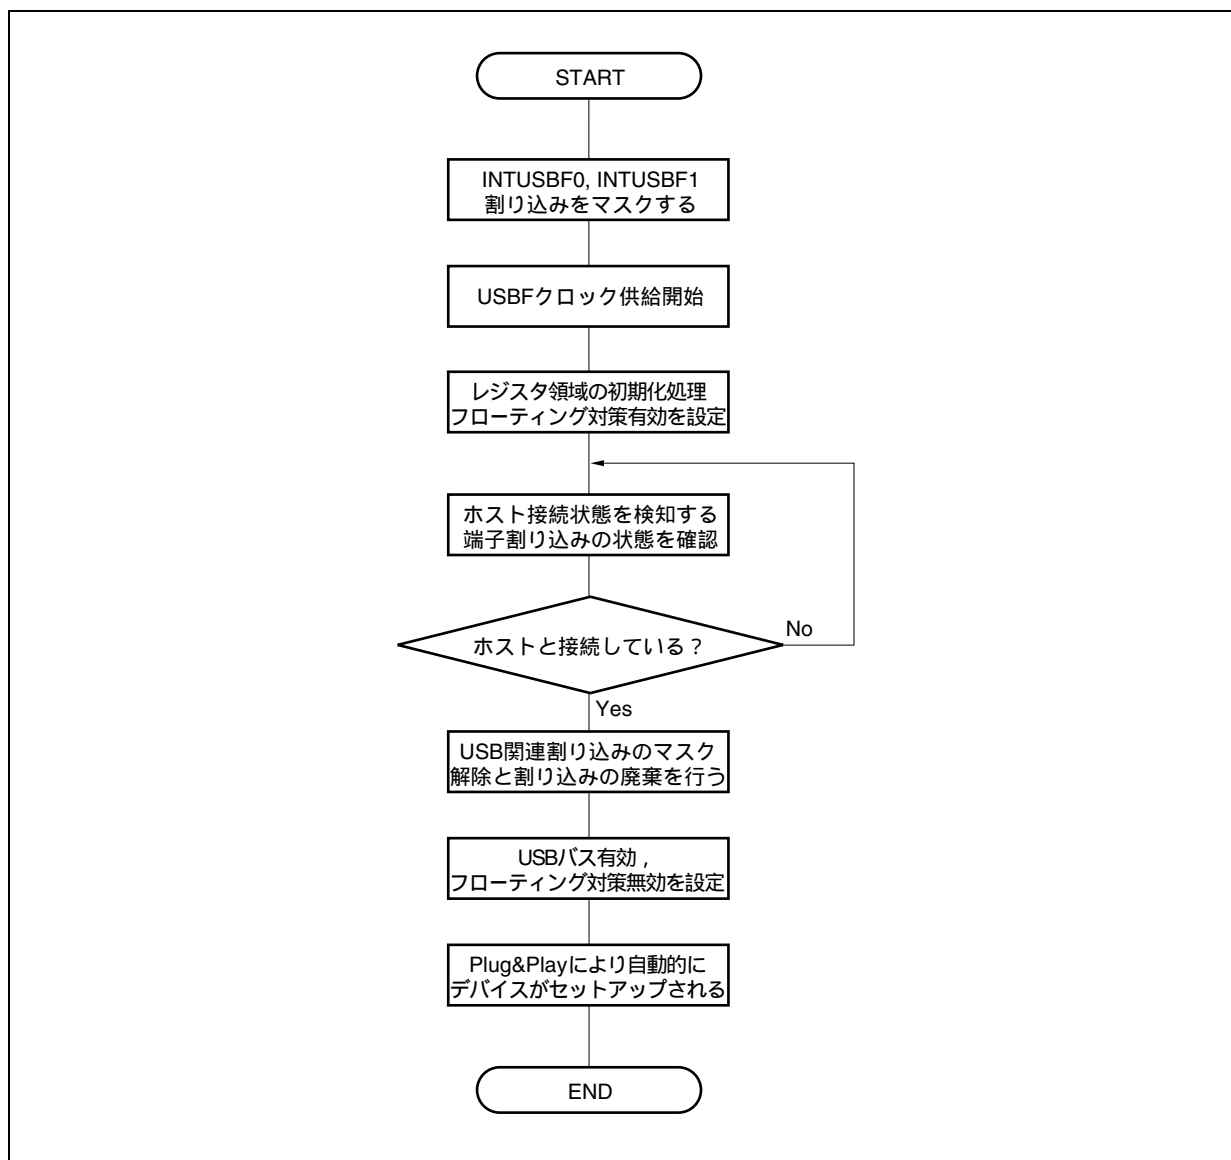 START
INTUSBF0, INTUSBF1
割り込みをマスクする
USBFクロック供給開始
レジスタ領域の初期化処理
フローティング対策有効を設定
ホスト接続状態を検知する
端子割り込みの状態を確認
ホストと接続している?
No
Yes
USB関連割り込みのマスク
解除と割り込みの廃棄を行う
USBバス有効,
フローティング対策無効を設定
Plug&Playにより自動的に
デバイスがセットアップされる
END